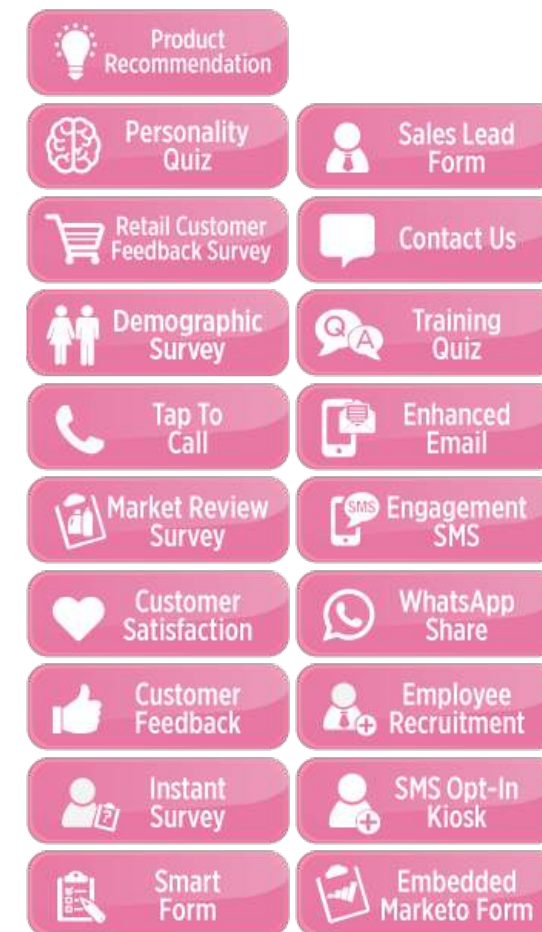 Product
Recommendation
Personality
Quiz
Sales Lead
Form
Retail Customer
Feedback Survey
Contact Us
Demographic
Survey
Q A
Training
Quiz
Tap To
Call
Enhanced
Email
Market Review
Survey
SMS
Engagement
SMS
Customer
Satisfaction
WhatsApp
Share
Customer
Feedback
Employee
Recruitment
?
Instant
Survey
SMS Opt-In
Kiosk
Smart
Form
Embedded
Marketo Form